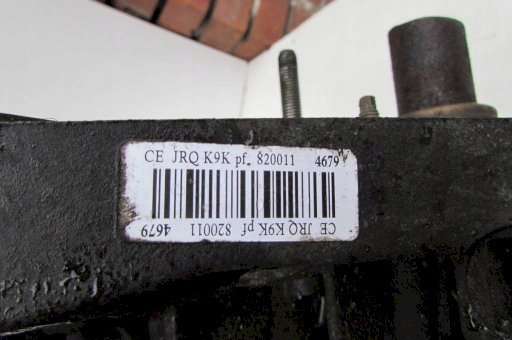 CE JRQ K9K pf. 820011 4679
CE JRQ K9K pf 820011 4679